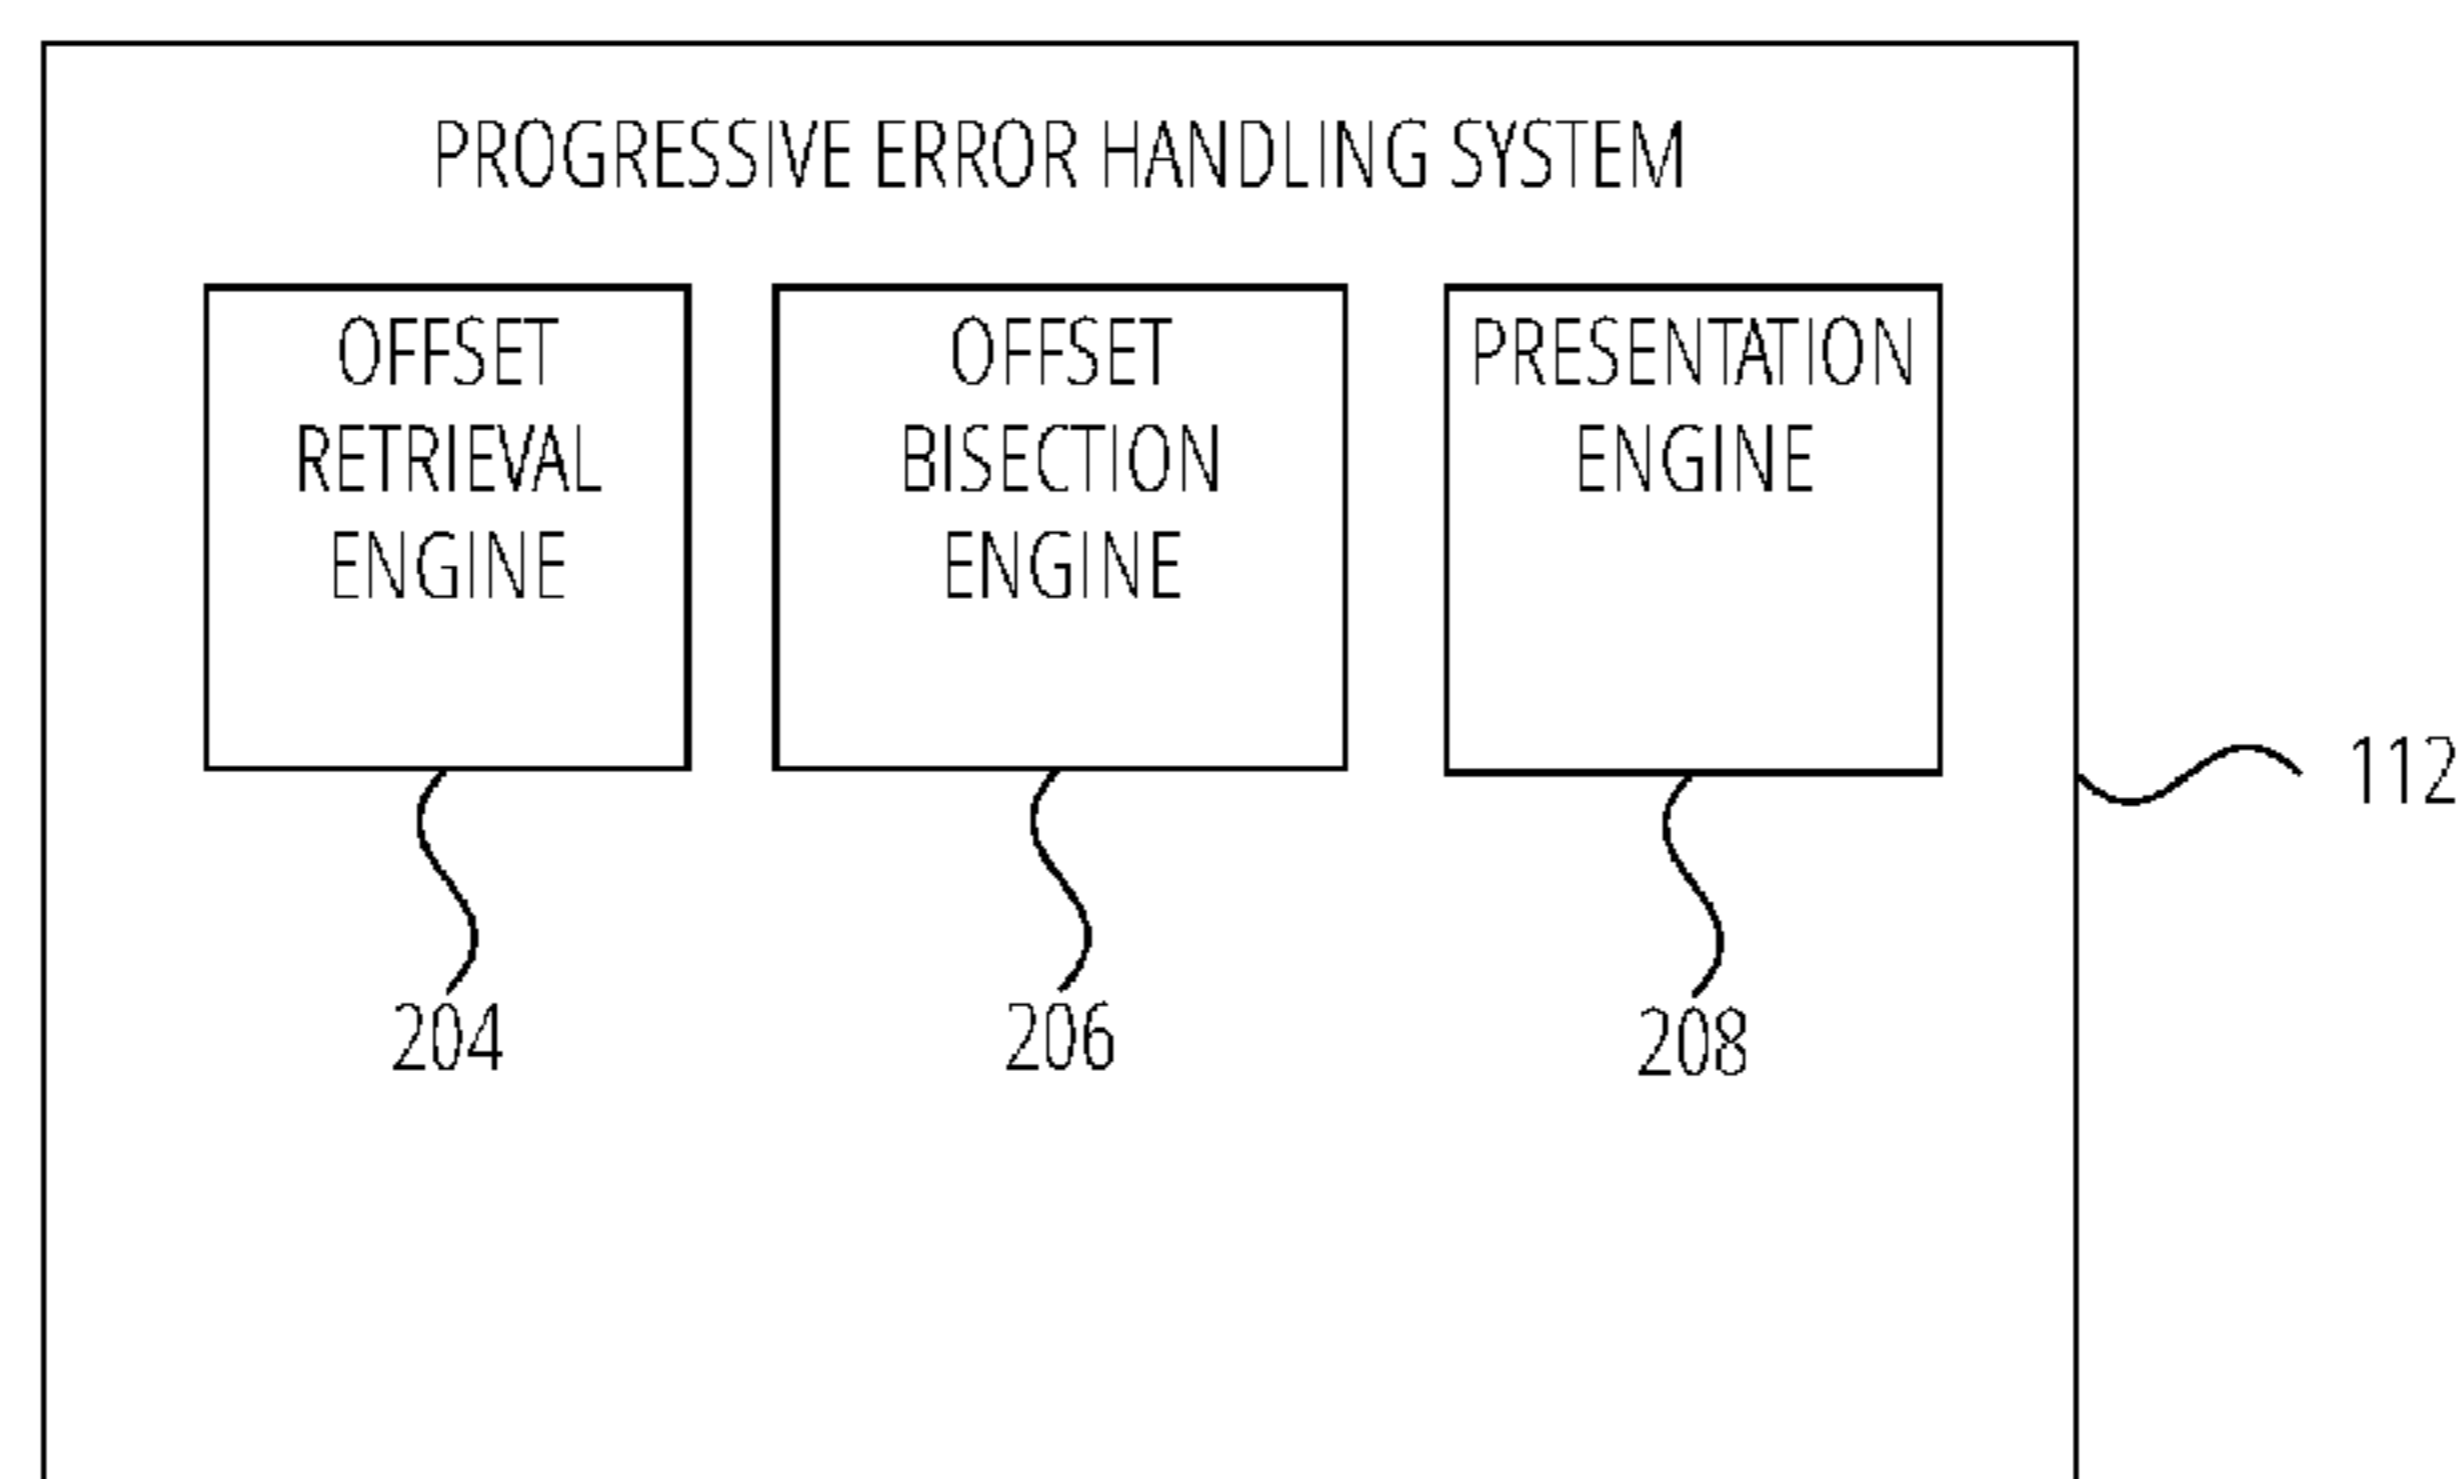 PROGRESSIVE ERROR HANDLING SYSTEM
OFFSET
RETRIEVAL
ENGINE
OFFSET
BISECTION
ENGINE
PRESENTATION
ENGINE
112
204
206
208